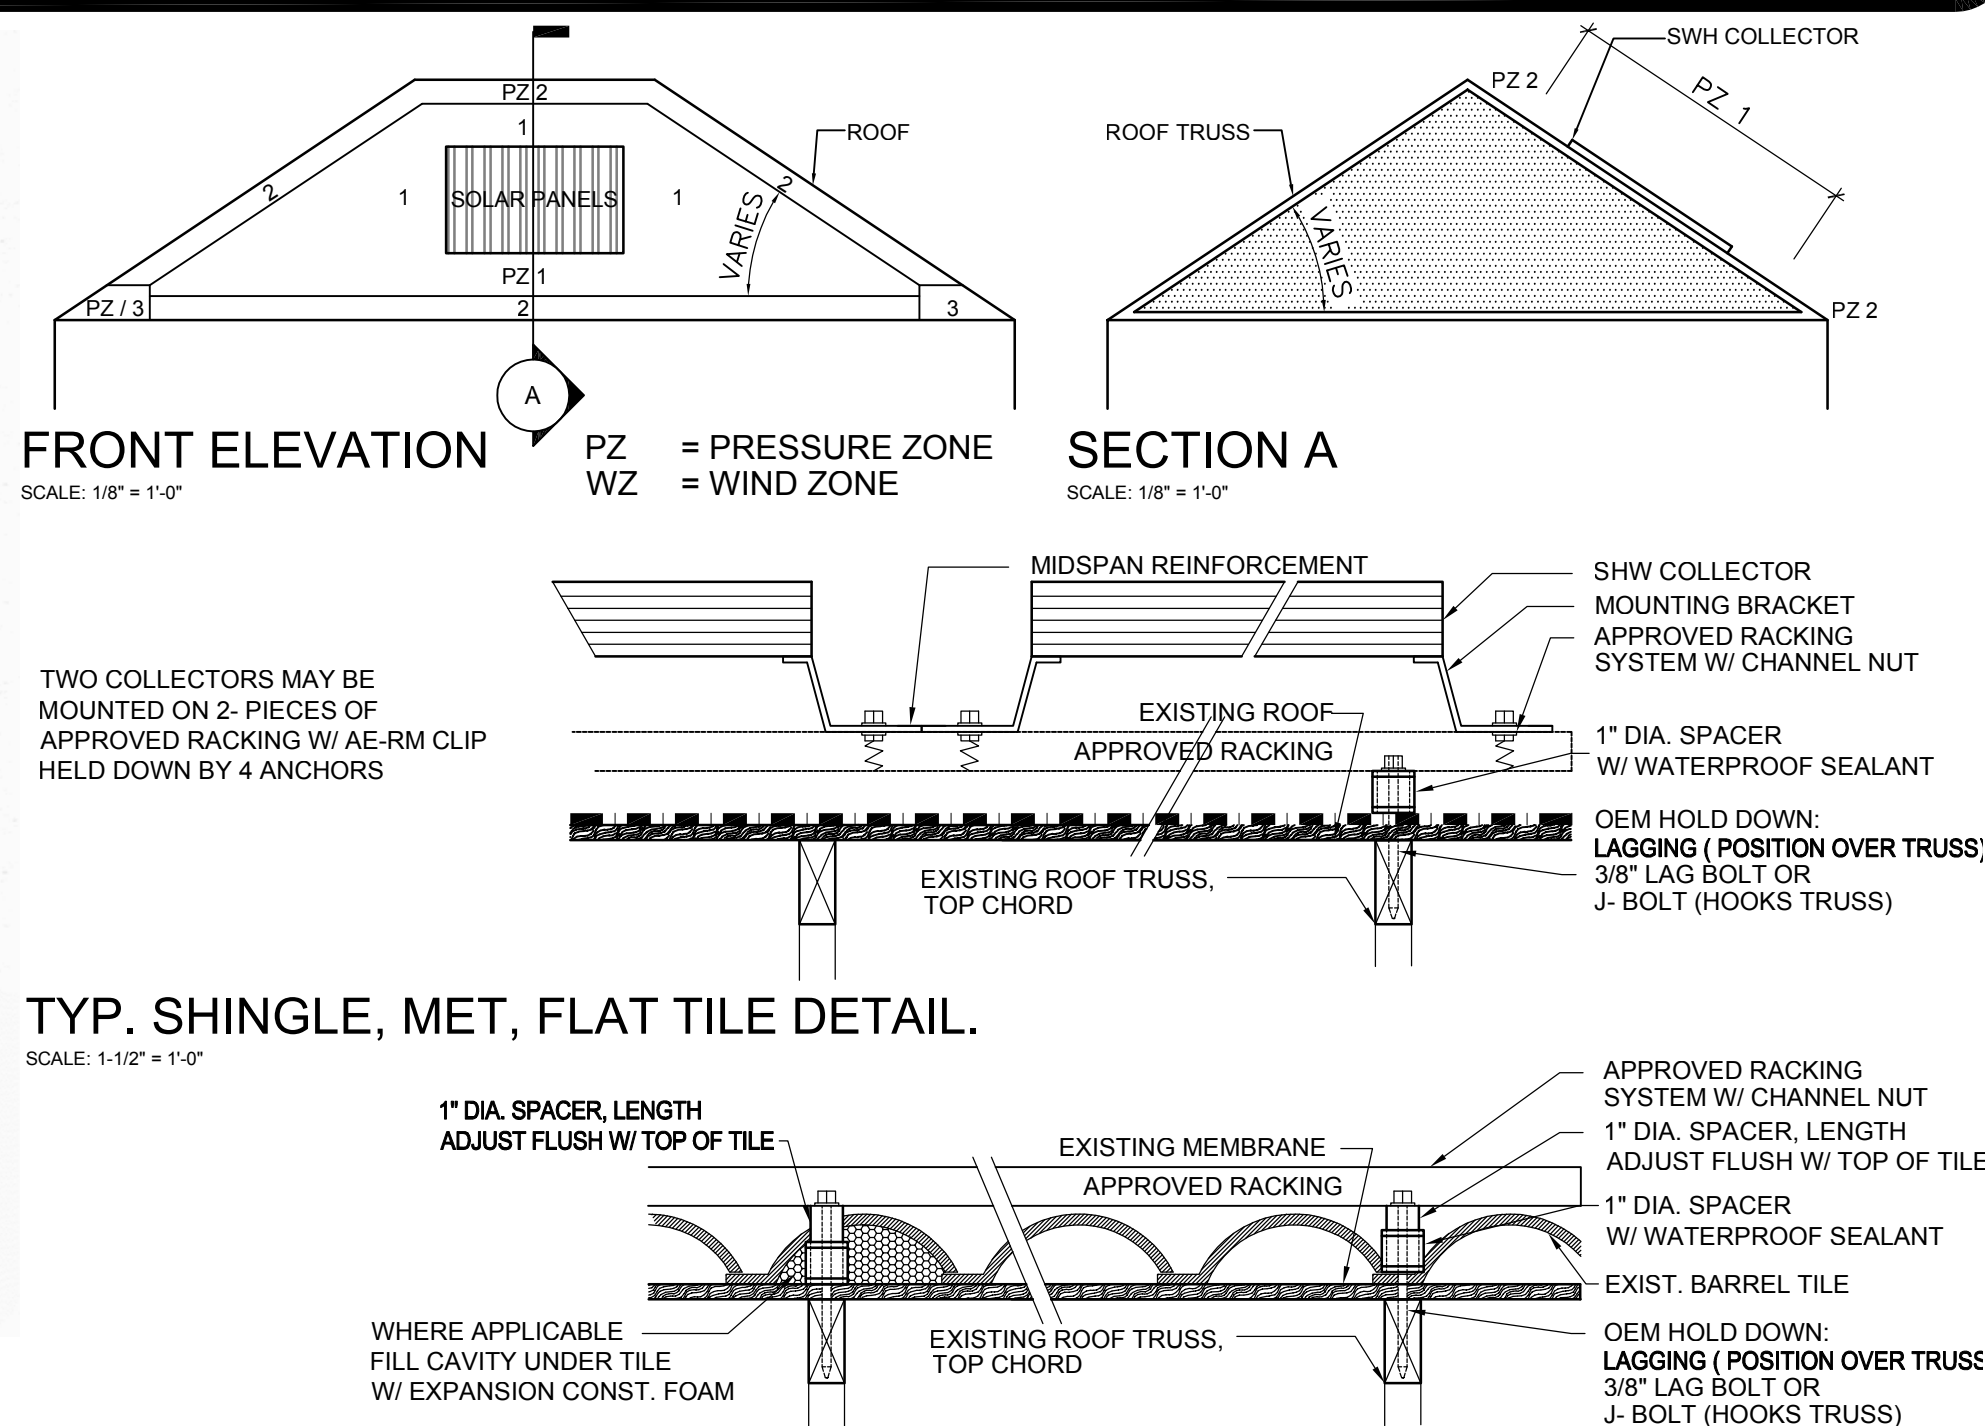 PZ 2
1
ROOF
2
1
SOLAR PANELS
1
2
VARIES
PZ 1
PZ / 3
2
3
A
FRONT ELEVATION
SCALE: 1/8" = 1'-0"
PZ = PRESSURE ZONE
WZ = WIND ZONE
SWH COLLECTOR
PZ 2
PZ 1
ROOF TRUSS
VARIES
PZ 2
SECTION A
SCALE: 1/8" = 1'-0"
TWO COLLECTORS MAY BE
MOUNTED ON 2- PIECES OF
APPROVED RACKING W/ AE-RM CLIP
HELD DOWN BY 4 ANCHORS
MIDSPAN REINFORCEMENT
SHW COLLECTOR
MOUNTING BRACKET
APPROVED RACKING
SYSTEM W/ CHANNEL NUT
EXISTING ROOF
APPROVED RACKING
1" DIA. SPACER
W/ WATERPROOF SEALANT
OEM HOLD DOWN:
LAGGING ( POSITION OVER TRUSS)
3/8" LAG BOLT OR
J- BOLT (HOOKS TRUSS)
EXISTING ROOF TRUSS,
TOP CHORD
TYP. SHINGLE, MET, FLAT TILE DETAIL.
SCALE: 1-1/2" = 1'-0"
1" DIA. SPACER, LENGTH
ADJUST FLUSH W/ TOP OF TILE
EXISTING MEMBRANE
APPROVED RACKING
APPROVED RACKING
SYSTEM W/ CHANNEL NUT
1" DIA. SPACER, LENGTH
ADJUST FLUSH W/ TOP OF TILE
1" DIA. SPACER
W/ WATERPROOF SEALANT
EXIST. BARREL TILE
WHERE APPLICABLE
FILL CAVITY UNDER TILE
W/ EXPANSION CONST. FOAM
EXISTING ROOF TRUSS,
TOP CHORD
OEM HOLD DOWN:
LAGGING ( POSITION OVER TRUSS
3/8" LAG BOLT OR
J- BOLT (HOOKS TRUSS)